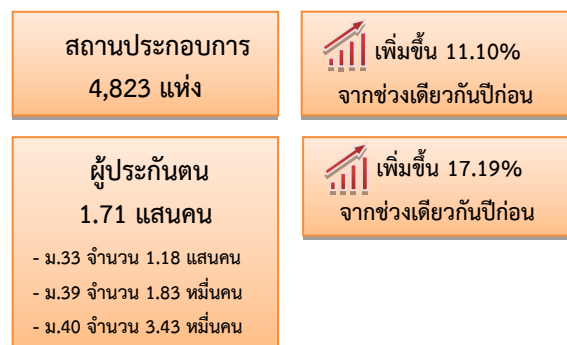 สถานประกอบการ
4,823 แห่ง
เพิ่มขึ้น 11.10%
จากช่วงเดียวกันปีก่อน
ผู้ประกันตน
1.71 แสนคน
- ม.33 จำนวน 1.18 แสนคน
- ม.39 จำนวน 1.83 หมื่นคน
- ม.40 จำนวน 3.43 หมื่นคน
เพิ่มขึ้น 17.19%
จากช่วงเดียวกันปีก่อน